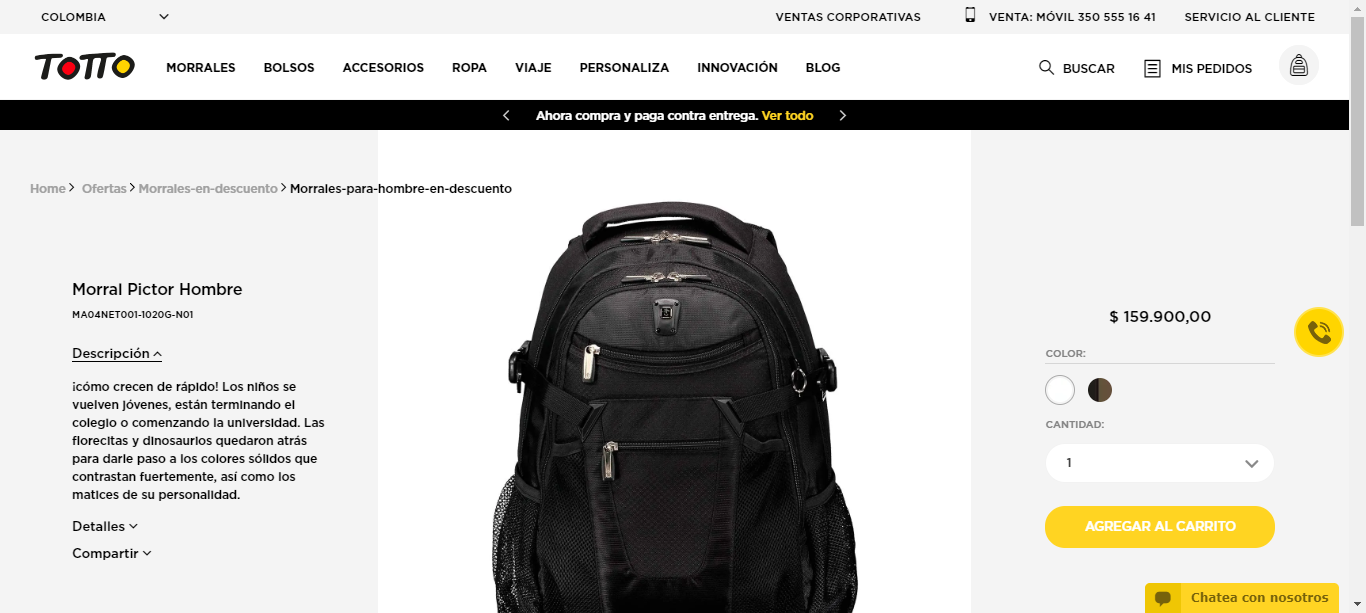 COLOMBIA
VENTAS CORPORATIVAS
VENTA: MÓVIL 350 555 16 41
SERVICIO AL CLIENTE
TOTTO
MORRALES
BOLSOS
ACCESORIOS
ROPA
VIAJE
PERSONALIZA
INNOVACIÓN
BLOG
BUSCAR
MIS PEDIDOS
Ahora compra y paga contra entrega. Ver todo
Home > Ofertas > Morrales-en-descuento > Morrales-para-hombre-en-descuento
Morral Pictor Hombre
MA04NET001-1020G-N01
Descripción
¡cómo crecen de rápido! Los niños se
vuelven jóvenes, están terminando el
colegio o comenzando la universidad. Las
florecitas y dinosaurios quedaron atrás
para darle paso a los colores sólidos que
contrastan fuertemente, así como los
matices de su personalidad.
Detalles
Compartir
$ 159.900,00
COLOR:
CANTIDAD:
1
AGREGAR AL CARRITO
Chatea con nosotros